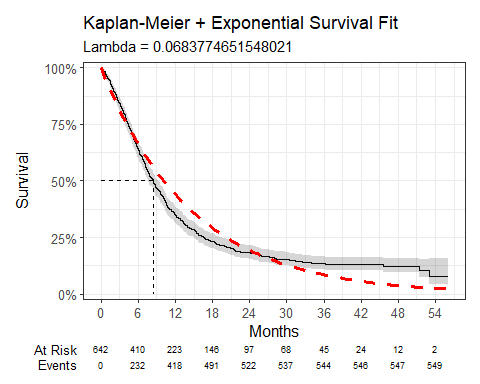 Kaplan-Meier + Exponential Survival Fit
Lambda = 0.0683774651548021
100%
75%
50%
25%
0%
Survival
0 6 12 18 24 30 36 42 48 54
Months
At Risk 642 410 223 146 97 68 45 24 12 2
Events 0 232 418 491 522 537 544 546 547 549